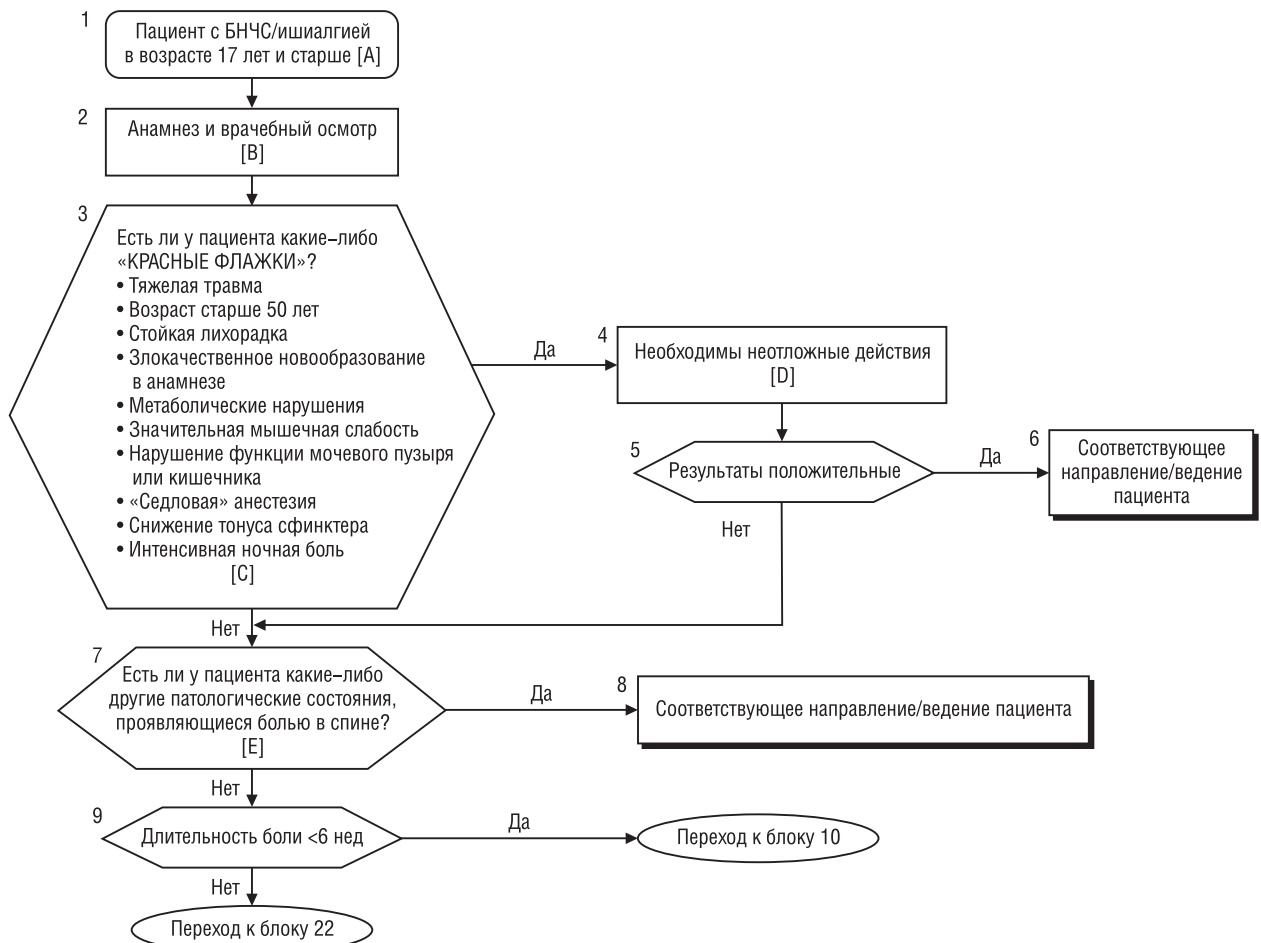 1
Пациент с БНЧС/ишиалгией
в возрасте 17 лет и старше [A]
2
Анамнез и врачебный осмотр
[B]
3
Есть ли у пациента какие–либо
«КРАСНЫЕ ФЛАЖКИ»?
• Тяжелая травма
• Возраст старше 50 лет
• Стойкая лихорадка
• Злокачественное новообразование
в анамнезе
• Метаболические нарушения
• Значительная мышечная слабость
• Нарушение функции мочевого пузыря
или кишечника
• «Седловая» анестезия
• Снижение тонуса сфинктера
• Интенсивная ночная боль
[C]
Да
4
Необходимы неотложные действия
[D]
5
Результаты положительные
Да
6
Соответствующее
направление/ведение
пациента
Нет
Нет
7
Есть ли у пациента какие–либо
другие патологические состояния,
проявляющиеся болью в спине?
[E]
Да
8
Соответствующее направление/ведение пациента
Нет
9
Длительность боли <6 нед
Да
Переход к блоку 10
Нет
Переход к блоку 22